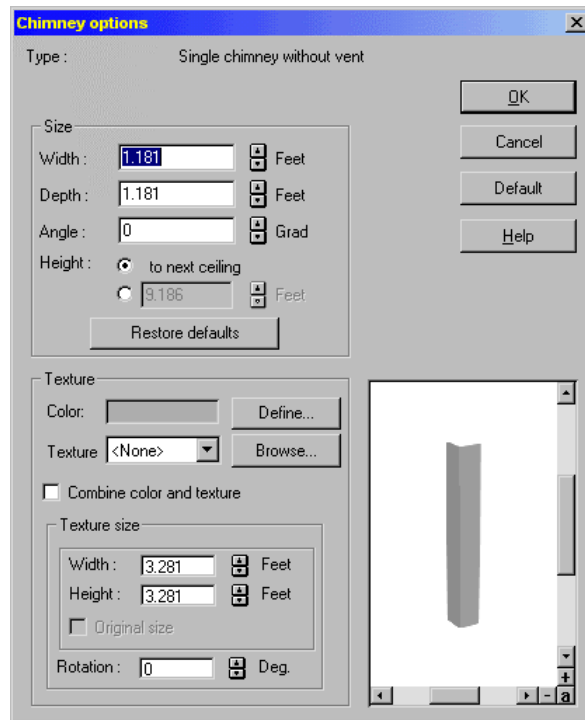 Chimney options
Type : Single chimney without vent
OK
Cancel
Default
Help
Size
Width : 1.181 Feet
Depth : 1.181 Feet
Angle : 0 Grad
Height : to next ceiling
9.186 Feet
Restore defaults
Texture
Color: Define...
Texture <None> Browse...
Combine color and texture
Texture size
Width : 3.281 Feet
Height : 3.281 Feet
Original size
Rotation : 0 Deg.
+
- a